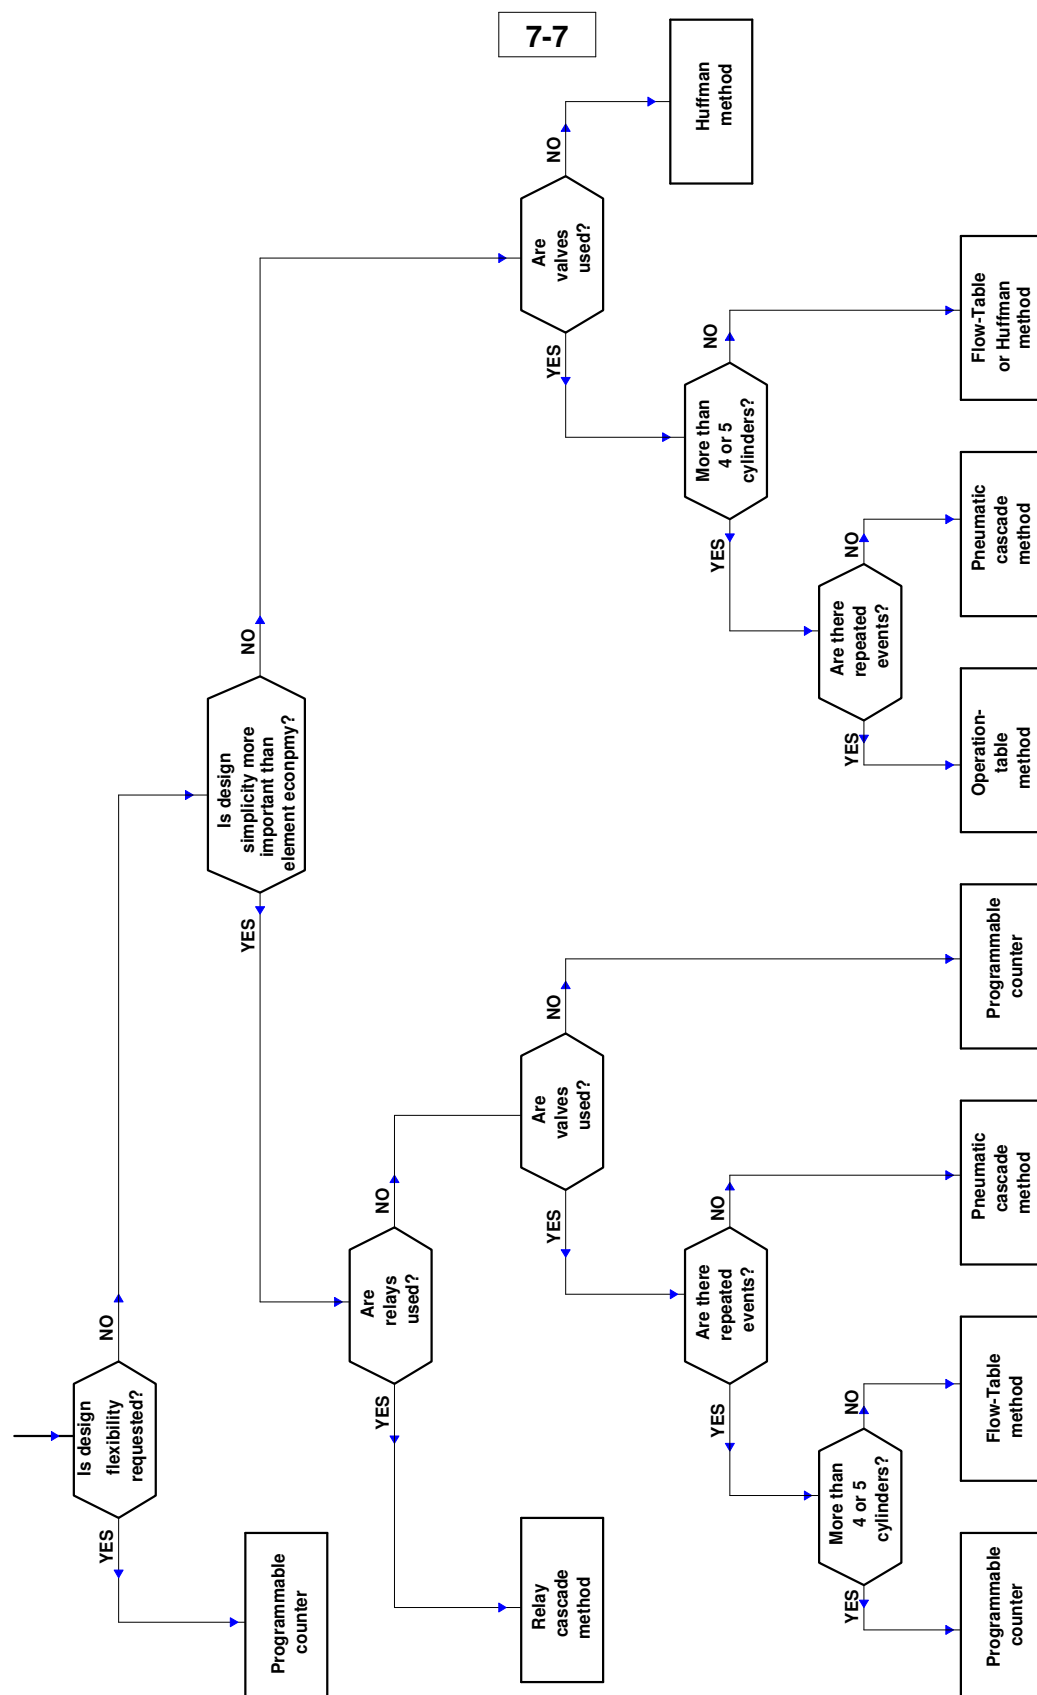 7-7
Is design
flexibility
requested?
YES
NO
Programmable
counter
Is design
simplicity more
important than
element econpmy?
YES
NO
Are
relays
used?
YES
NO
Relay
cascade
method
Are
valves
used?
YES
NO
Are there
repeated
events?
YES
NO
More than
4 or 5
cylinders?
YES
NO
Programmable
counter
Flow-Table
method
Pneumatic
cascade
method
Programmable
counter
Are
valves
used?
YES
NO
Huffman
method
More than
4 or 5
cylinders?
YES
NO
Are there
repeated
events?
YES
NO
Operation-
table
method
Pneumatic
cascade
method
Flow-Table
or Huffman
method